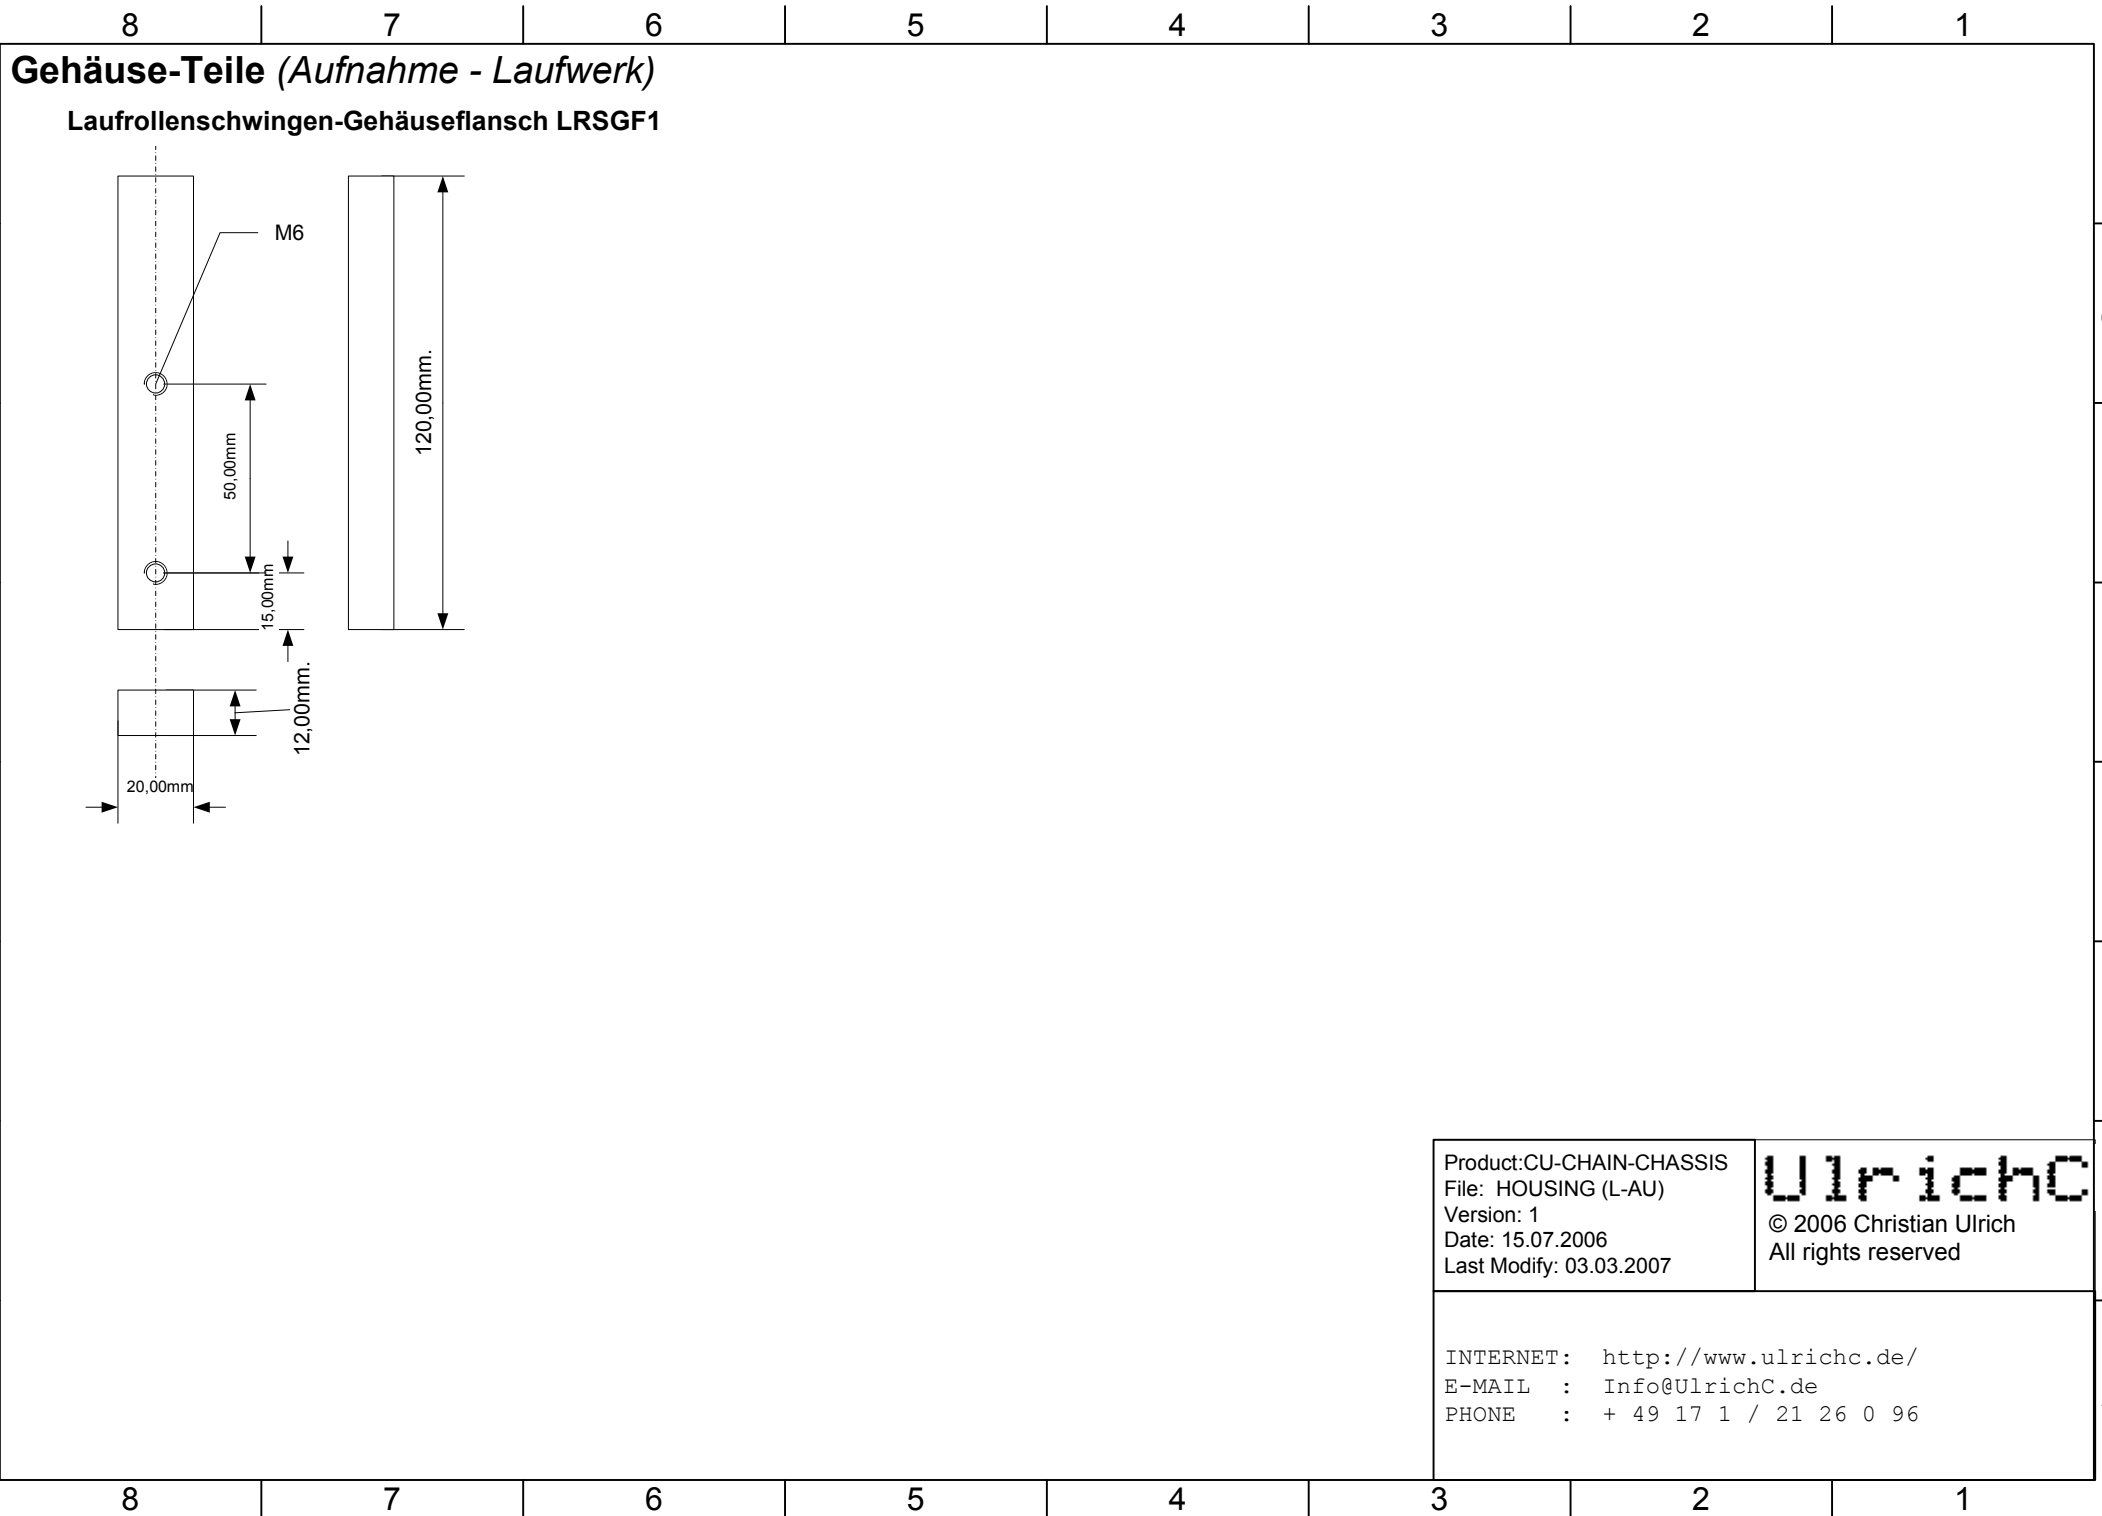 8 7 6 5 4 3 2 1
Gehäuse-Teile (Aufnahme - Laufwerk)
Laufrollenschwingen-Gehäuseflansch LRSGF1
M6
120,00mm.
50,00mm
15,00mm
12,00mm.
20,00mm
Product:CU-CHAIN-CHASSIS
File: HOUSING (L-AU)
Version: 1
Date: 15.07.2006
Last Modify: 03.03.2007
UlrichC
© 2006 Christian Ulrich
All rights reserved
INTERNET: http://www.ulrichc.de/
E-MAIL : Info@UlrichC.de
PHONE : + 49 17 1 / 21 26 0 96
8 7 6 5 4 3 2 1